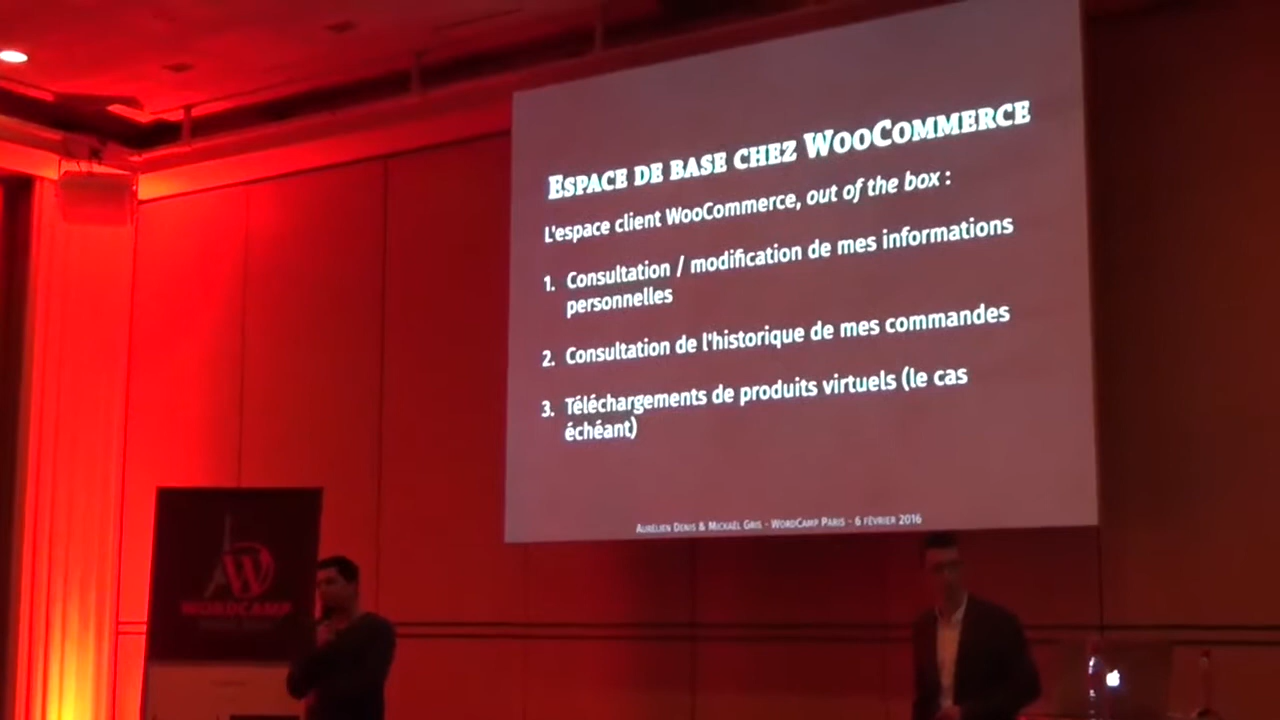 ESPACE DE BASE CHEZ WOOCOMMERCE
L'espace client WooCommerce, out of the box :
1. Consultation / modification de mes informations
personnelles
2. Consultation de l'historique de mes commandes
3. Téléchargements de produits virtuels (le cas
échéant)
AURÉLIEN DENIS & MICKAËL GRIS - WORDCAMP PARIS - 6 FÉVRIER 2016
WORDCAMP